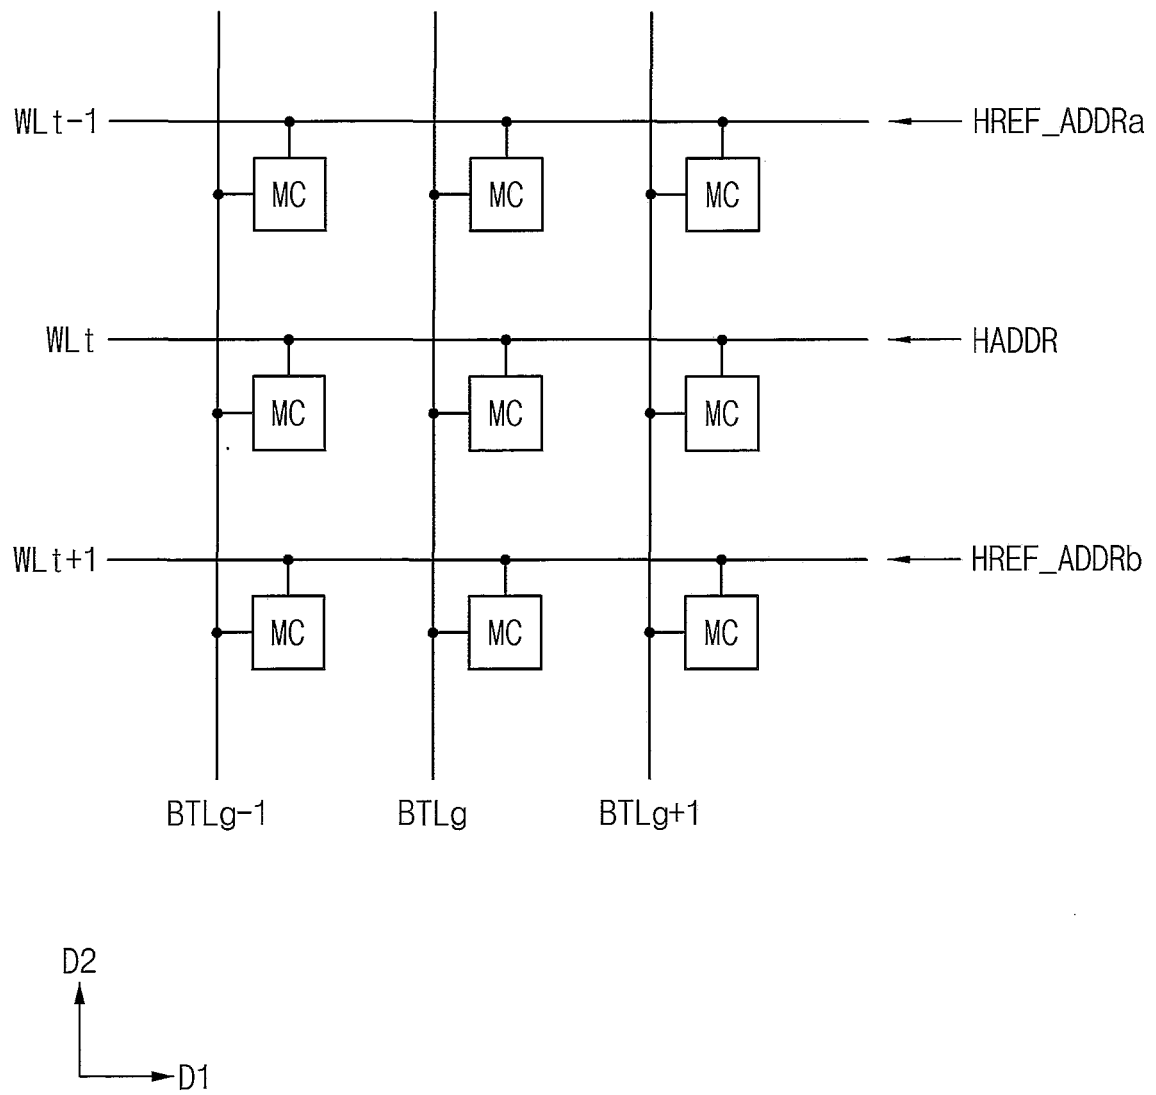 WLt-1 HREF_ADDRa
MC MC MC
WLt HADDR
MC MC MC
WLt+1 HREF_ADDRb
MC MC MC
BTLg-1 BTLg BTLg+1
D2
D1